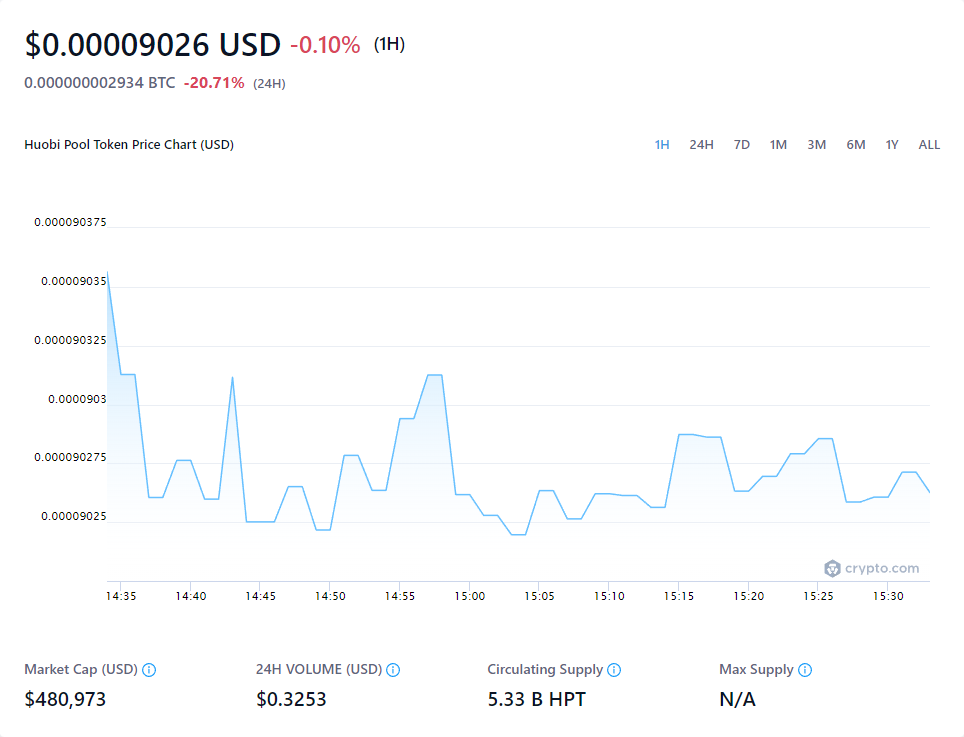 $0.00009026 USD -0.10% (1H)
0.000000002934 BTC -20.71% (24H)
Huobi Pool Token Price Chart (USD) 1H 24H 7D 1M 3M 6M 1Y ALL
0.000090375
0.00009035
0.000090325
0.0000903
0.000090275
0.00009025
crypto.com
14:35 14:40 14:45 14:50 14:55 15:00 15:05 15:10 15:15 15:20 15:25 15:30
Market Cap (USD) 24H VOLUME (USD) Circulating Supply Max Supply
$480,973 $0.3253 5.33 B HPT N/A